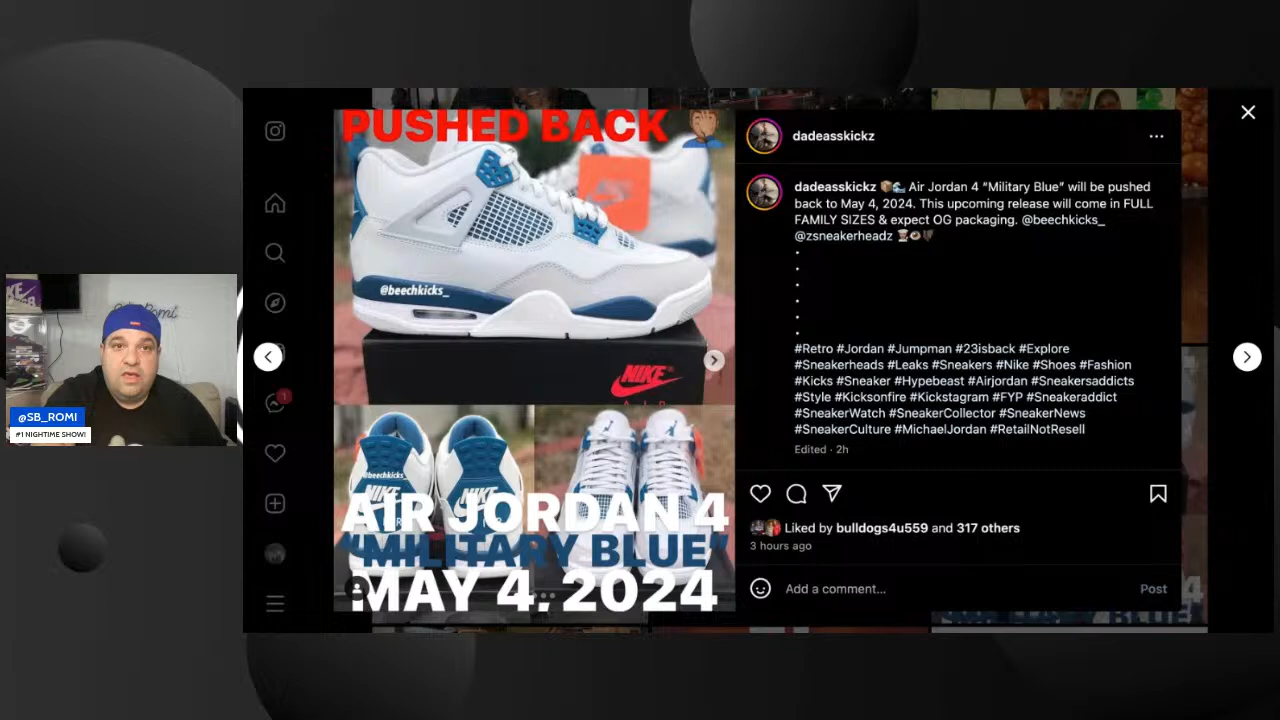 PUSHED BACK
@beechkicks_
NIKE
@beechkicks_
NIKE
NIKE
AIR JORDAN 4
"MILITARY BLUE"
MAY 4, 2024
dadeasskickz
dadeasskickz 📦🌊 Air Jordan 4 "Military Blue" will be pushed
back to May 4, 2024. This upcoming release will come in FULL
FAMILY SIZES & expect OG packaging. @beechkicks_
@zsneakerheadz
#Retro #Jordan #Jumpman #23isback #Explore
#Sneakerheads #Leaks #Sneakers #Nike #Shoes #Fashion
#Kicks #Sneaker #Hypebeast #Airjordan #Sneakersaddicts
#Style #Kicksonfire #Kickstagram #FYP #Sneakeraddict
#SneakerWatch #SneakerCollector #SneakerNews
#SneakerCulture #MichaelJordan #RetailNotResell
Edited · 2h
Liked by bulldogs4u559 and 317 others
3 hours ago
Add a comment...
Post
1
@SB_ROMI
#1 NIGHTIME SHOW!